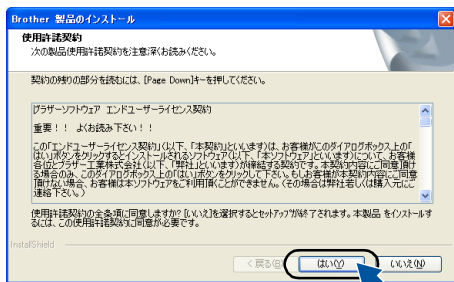 Brother 製品のインストール
使用許諾契約
次の製品使用許諾契約を注意深くお読みください。
契約の残りの部分を読むには、[Page Down]キーを押してください。
ブラザーソフトウェア エンドユーザーライセンス契約
重要！！ よくお読み下さい！！
この「エンドユーザーライセンス契約」(以下、「本契約」といいます)は、お客様がこのダイアログボックス上の「
はい」ボタンをクリックするとインストールされるソフトウェア(以下、「本ソフトウェア」といいます)について、お客様
各位とブラザー工業株式会社(以下、「弊社」といいます)が締結する契約です。本契約内容にご同意頂け
る場合のみ、このダイアログボックス上の「はい」ボタンをクリックして下さい。もしお客様が本契約内容にご同意
頂けない場合、お客様は本ソフトウェアをご利用頂くことができません。(その場合は弊社若しくは購入元にご
連絡下さい。)
使用許諾契約の全条項に同意しますか? [いいえ]を選択するとセットアップが終了されます。本製品 をインストールす
るには、この使用許諾契約に同意が必要です。
InstallShield
< 戻る(B)
はい(Y)
いいえ(N)